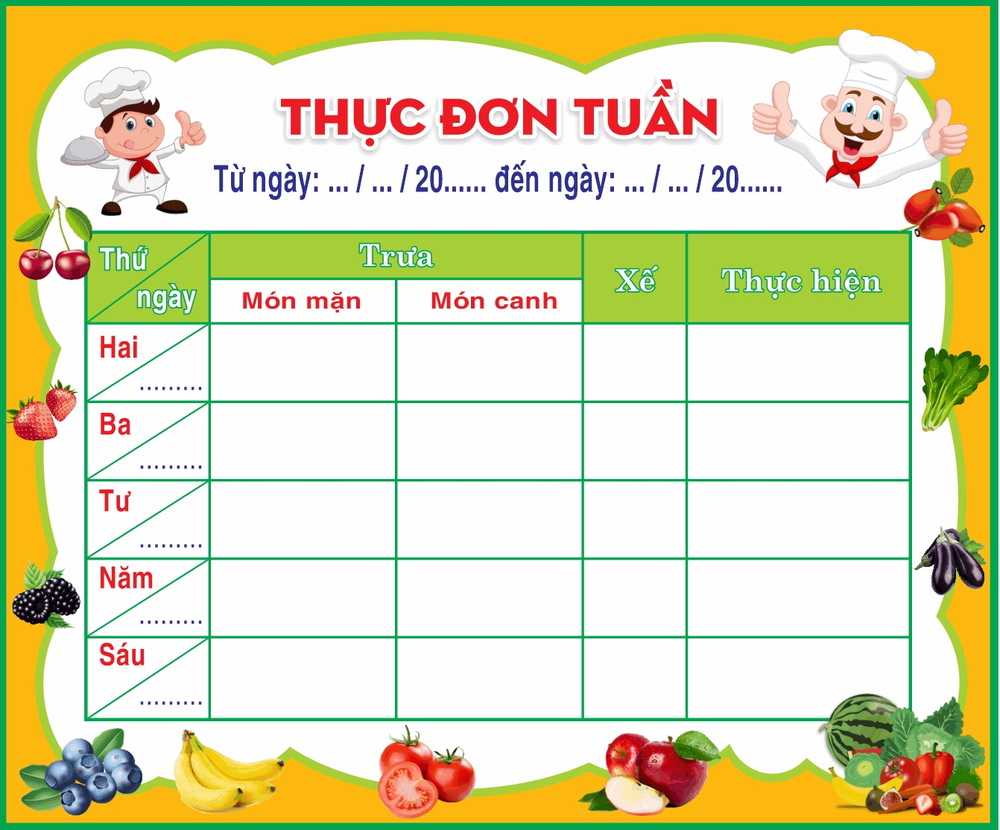 THỰC ĐƠN TUẦN
Từ ngày: ... / ... / 20...... đến ngày: ... / ... / 20......
Thứ ngày
Trưa
Xế
Thực hiện
Món mặn
Món canh
Hai
.........
Ba
.........
Tư
.........
Năm
.........
Sáu
.........